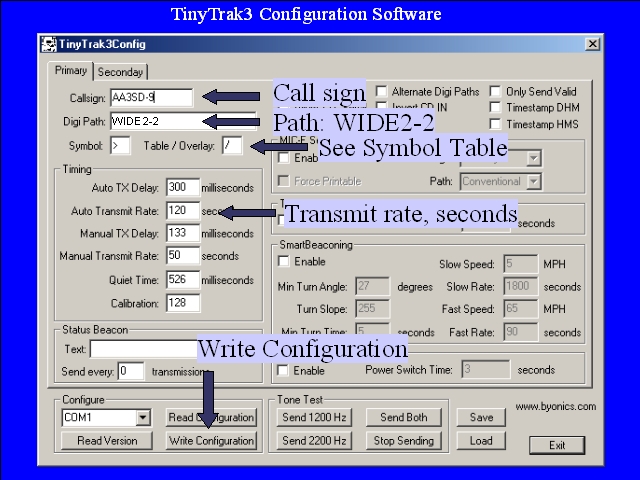 TinyTrak3 Configuration Software
TinyTrak3Config
Primary Seconday
Callsign: AA3SD-9 Call sign Alternate Digi Paths Only Send Valid
Digi Path: WIDE 2-2 Path: WIDE2-2 Invert CD IN Timestamp DHM
Timestamp HMS
Symbol: > Table / Overlay: / See Symbol Table
MIC-E
Force Printable Path: Conventional
Timing
Auto TX Delay: 300 milliseconds
Auto Transmit Rate: 120 Transmit rate, seconds
Manual TX Delay: 133 milliseconds seconds
Manual Transmit Rate: 50 seconds
Quiet Time: 526 milliseconds
Calibration: 128
SmartBeaconing
Enable Slow Speed: 5 MPH
Min Turn Angle: 27 degrees Slow Rate: 1800 seconds
Turn Slope: 255 Fast Speed: 65 MPH
Min Turn Time: 5 seconds Fast Rate: 90 seconds
Status Beacon
Text: Write Configuration
Send every: 0 transmissions
Enable Power Switch Time: 3 seconds
Configure
COM1 Read Configuration
Read Version Write Configuration
Tone Test
Send 1200 Hz Send Both Save
Send 2200 Hz Stop Sending Load
www.byonics.com
Exit